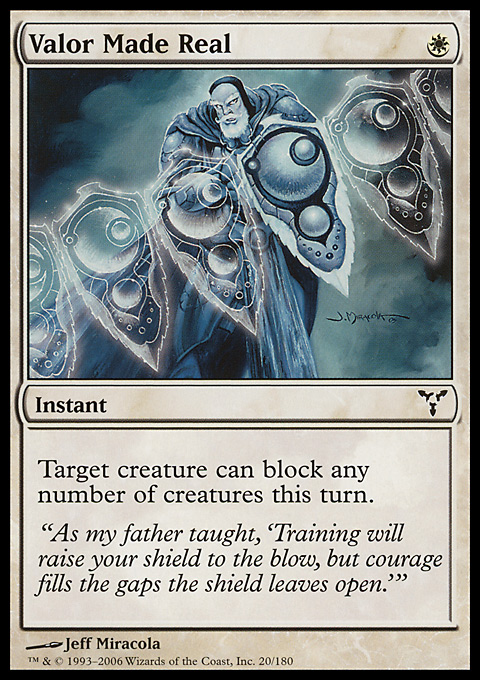 Valor Made Real
J. MIRACOLA
Instant
Target creature can block any
number of creatures this turn.
“As my father taught, ‘Training will
raise your shield to the blow, but courage
fills the gaps the shield leaves open.’”
Jeff Miracola
™ & © 1993–2006 Wizards of the Coast, Inc. 20/180